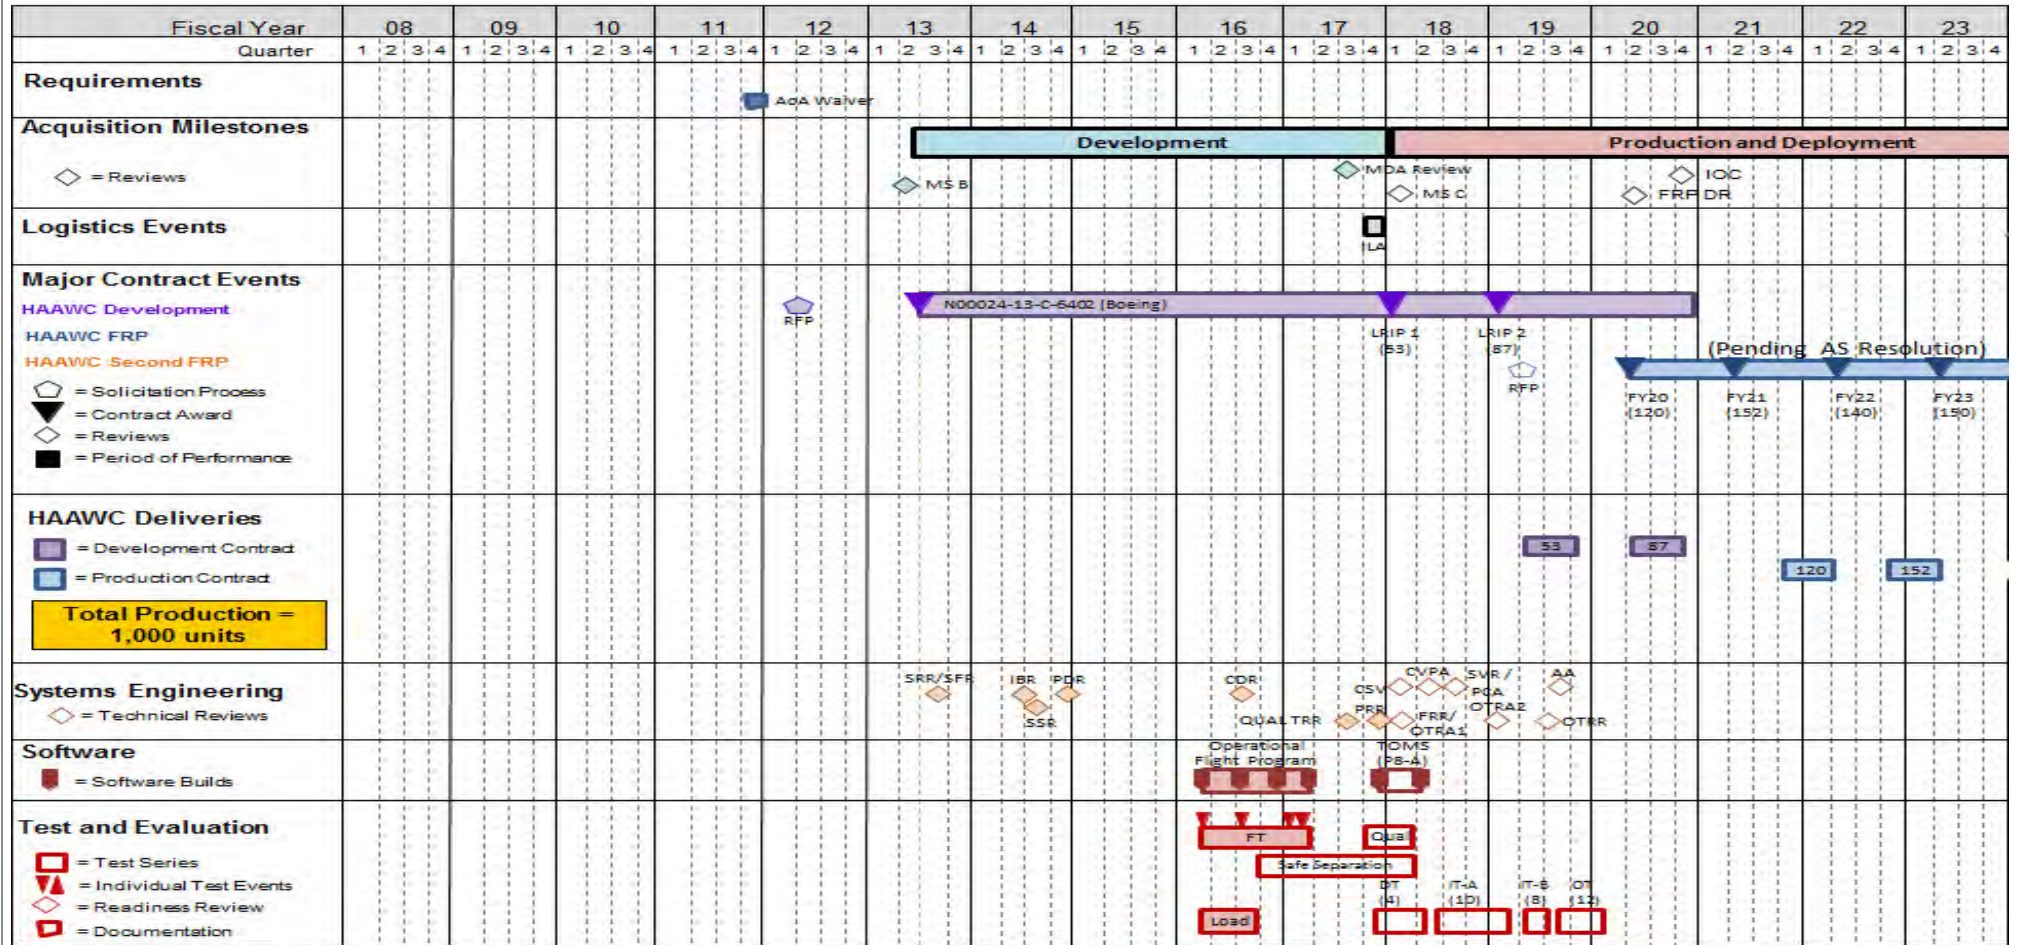 Fiscal Year 08 09 10 11 12 13 14 15 16 17 18 19 20 21 22 23
Quarter 1 2 3 4 1 2 3 4 1 2 3 4 1 2 3 4 1 2 3 4 1 2 3 4 1 2 3 4 1 2 3 4 1 2 3 4 1 2 3 4 1 2 3 4 1 2 3 4 1 2 3 4 1 2 3 4 1 2 3 4 1 2 3 4
Requirements
AoA Waiver
Acquisition Milestones
Development Production and Deployment
= Reviews
MS B
MDA Review
MS C
IOC
FRP DR
Logistics Events
ILA
Major Contract Events
HAAWC Development
RFP
N00024-13-C-6402 (Boeing)
HAAWC FRP
LRIP 1
(53)
LRIP 2
(87)
HAAWC Second FRP
(Pending AS Resolution)
RFP
= Solicitation Process
= Contract Award
= Reviews
= Period of Performance
FY20
(120)
FY21
(152)
FY22
(140)
FY23
(150)
HAAWC Deliveries
= Development Contract
53 87
= Production Contract
120 152
Total Production =
1,000 units
Systems Engineering
= Technical Reviews
SRR/SFR
IBR
PDR
SSR
CDR
QUAL TRR
CSV
PRR
CVPA
FRR/
OTRA1
SVR /
PCA
OTRA2
AA
OTRR
Software
= Software Builds
Operational
Flight Program
TOMS
(P8-A)
Test and Evaluation
= Test Series
= Individual Test Events
= Readiness Review
= Documentation
FT
Qual
Safe Separation
DT
(4)
IT-A
(10)
IT-B
(8)
OT
(12)
Load